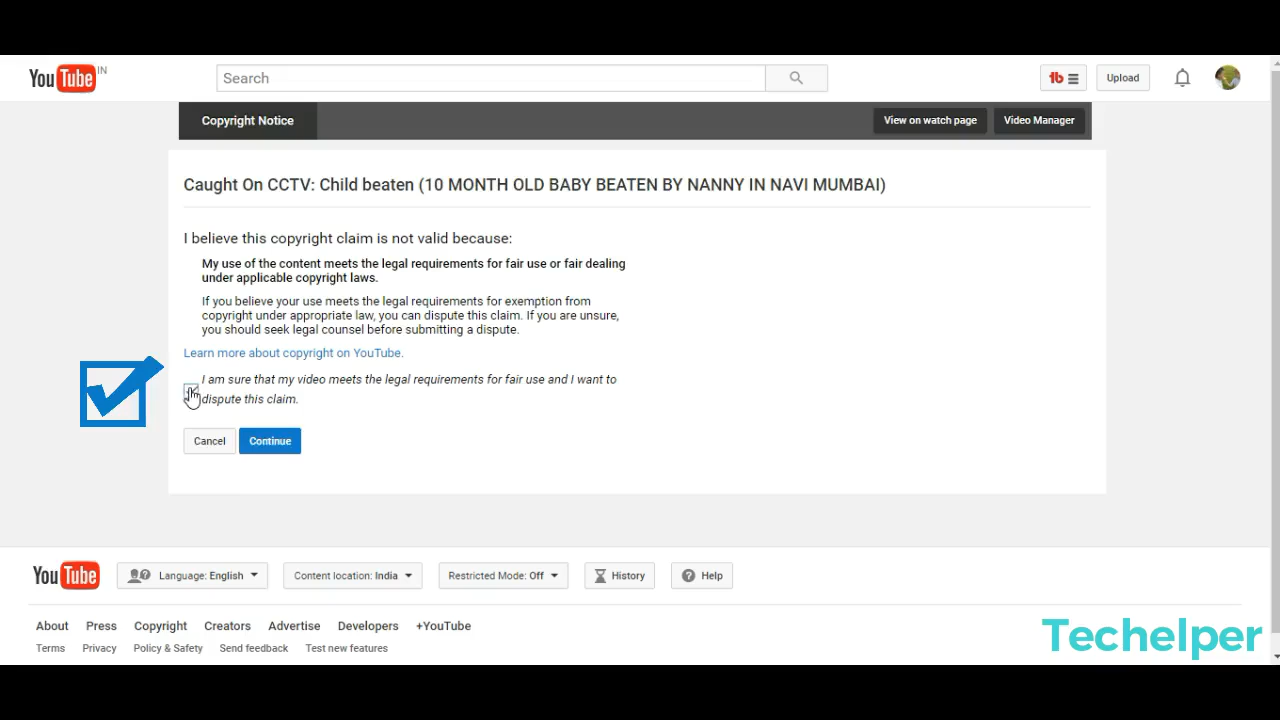 YouTube IN
Search
Upload
Copyright Notice
View on watch page
Video Manager
Caught On CCTV: Child beaten (10 MONTH OLD BABY BEATEN BY NANNY IN NAVI MUMBAI)
I believe this copyright claim is not valid because:
My use of the content meets the legal requirements for fair use or fair dealing
under applicable copyright laws.
If you believe your use meets the legal requirements for exemption from
copyright under appropriate law, you can dispute this claim. If you are unsure,
you should seek legal counsel before submitting a dispute.
Learn more about copyright on YouTube.
I am sure that my video meets the legal requirements for fair use and I want to
dispute this claim.
Cancel
Continue
YouTube
Language: English
Content location: India
Restricted Mode: Off
History
Help
About Press Copyright Creators Advertise Developers +YouTube
Terms Privacy Policy & Safety Send feedback Test new features
Techelper